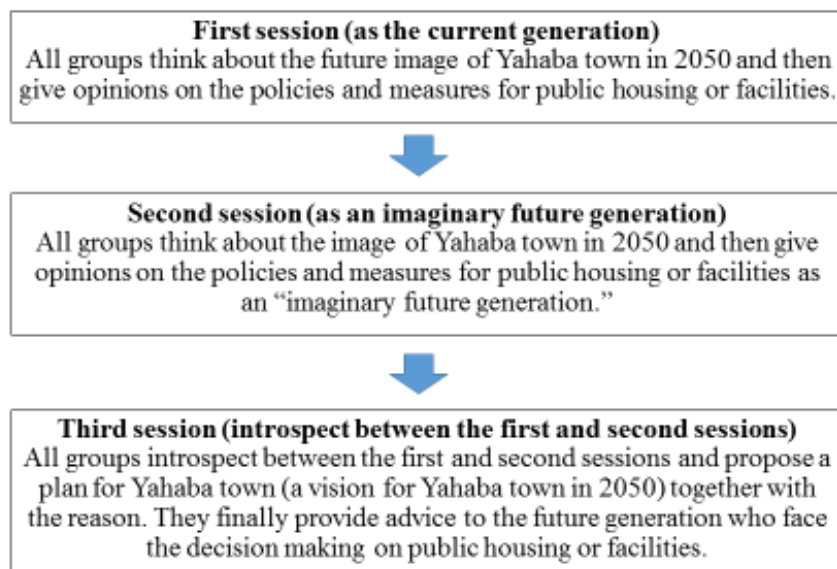 First session (as the current generation)
All groups think about the future image of Yahaba town in 2050 and then
give opinions on the policies and measures for public housing or facilities.
Second session (as an imaginary future generation)
All groups think about the image of Yahaba town in 2050 and then give
opinions on the policies and measures for public housing or facilities as
an “imaginary future generation.”
Third session (introspect between the first and second sessions)
All groups introspect between the first and second sessions and propose a
plan for Yahaba town (a vision for Yahaba town in 2050) together with
the reason. They finally provide advice to the future generation who face
the decision making on public housing or facilities.